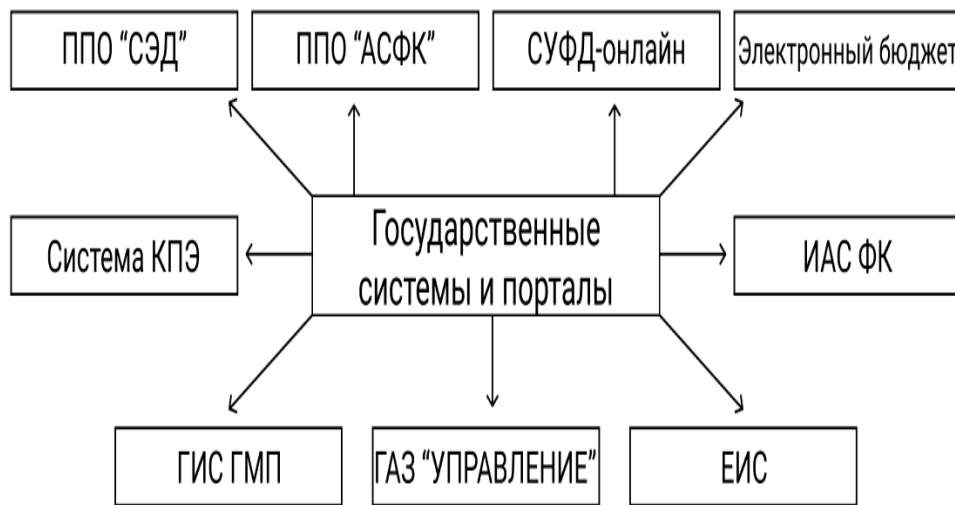 ППО “СЭД”
ППО “АСФК”
СУФД-онлайн
Электронный бюджет
Система КПЭ
Государственные
системы и порталы
ИАС ФК
ГИС ГМП
ГАЗ “УПРАВЛЕНИЕ”
ЕИС